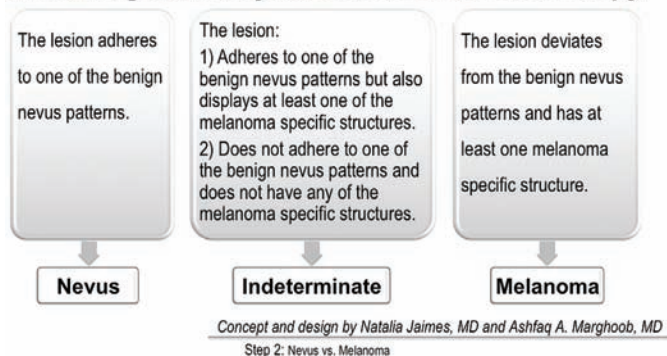 The lesion adheres
to one of the benign
nevus patterns.
The lesion:
1) Adheres to one of the
benign nevus patterns but also
displays at least one of the
melanoma specific structures.
2) Does not adhere to one of
the benign nevus patterns and
does not have any of the
melanoma specific structures.
The lesion deviates
from the benign nevus
patterns and has at
least one melanoma
specific structure.
Nevus
Indeterminate
Melanoma
Concept and design by Natalia Jaimes, MD and Ashfaq A. Marghoob, MD
Step 2: Nevus vs. Melanoma